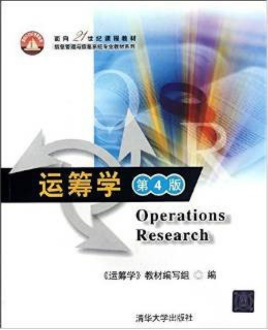 面向21世纪课程教材
信息管理与信息系统专业教材系列
OR
运筹学 第4版
Operations
Research
《运筹学》教材编写组 编
清华大学出版社